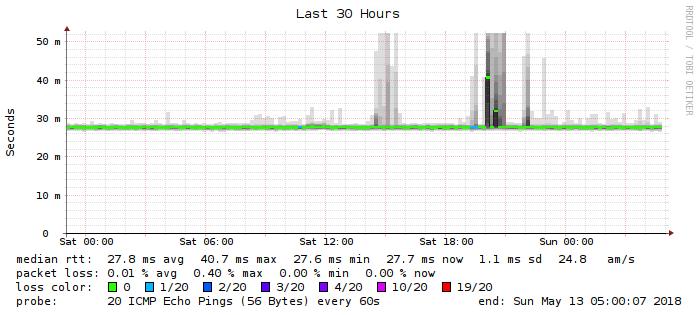 Last 30 Hours
RRDTOOL / TOBI OETIKER
Seconds
50 m
40 m
30 m
20 m
10 m
0
Sat 00:00 Sat 06:00 Sat 12:00 Sat 18:00 Sun 00:00
median rtt: 27.8 ms avg 40.7 ms max 27.6 ms min 27.7 ms now 1.1 ms sd 24.8 am/s
packet loss: 0.01 % avg 0.40 % max 0.00 % min 0.00 % now
loss color: 0 1/20 2/20 3/20 4/20 10/20 19/20
probe: 20 ICMP Echo Pings (56 Bytes) every 60s end: Sun May 13 05:00:07 2018